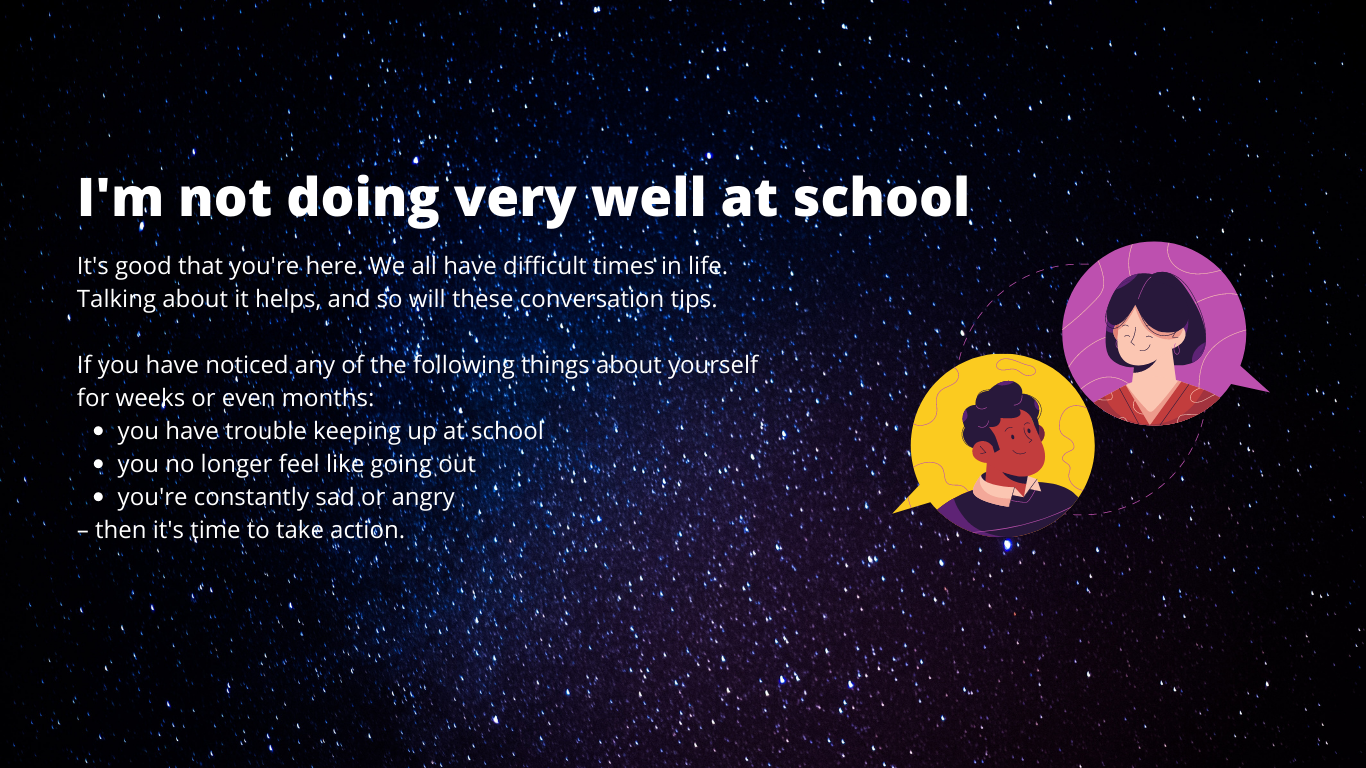 I'm not doing very well at school
It's good that you're here. We all have difficult times in life.
Talking about it helps, and so will these conversation tips.
If you have noticed any of the following things about yourself
for weeks or even months:
• you have trouble keeping up at school
• you no longer feel like going out
• you're constantly sad or angry
– then it's time to take action.